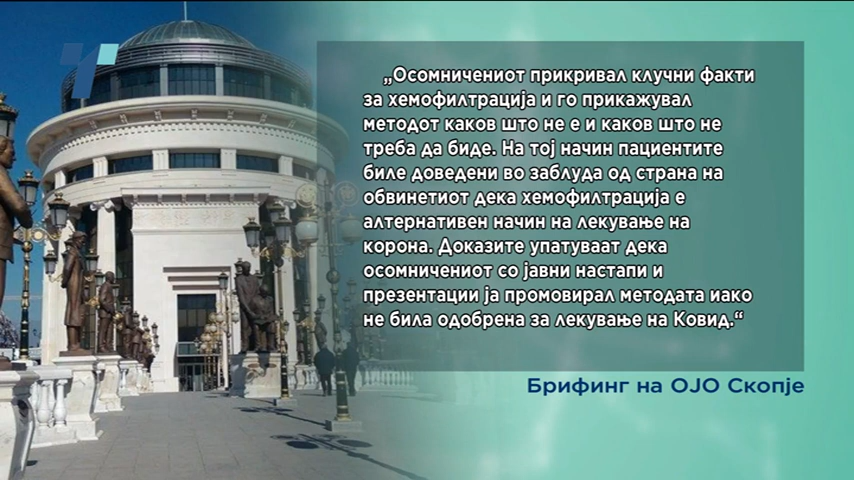 „Осомничениот прикривал клучни факти
за хемофилтрација и го прикажувал
методот каков што не е и каков што не
треба да биде. На тој начин пациентите
биле доведени во заблуда од страна на
обвинетиот дека хемофилтрација е
алтернативен начин на лекување на
корона. Доказите упатуваат дека
осомничениот со јавни настапи и
презентации ја промовирал методата иако
не била одобрена за лекување на Ковид.“
Брифинг на ОЈО Скопје